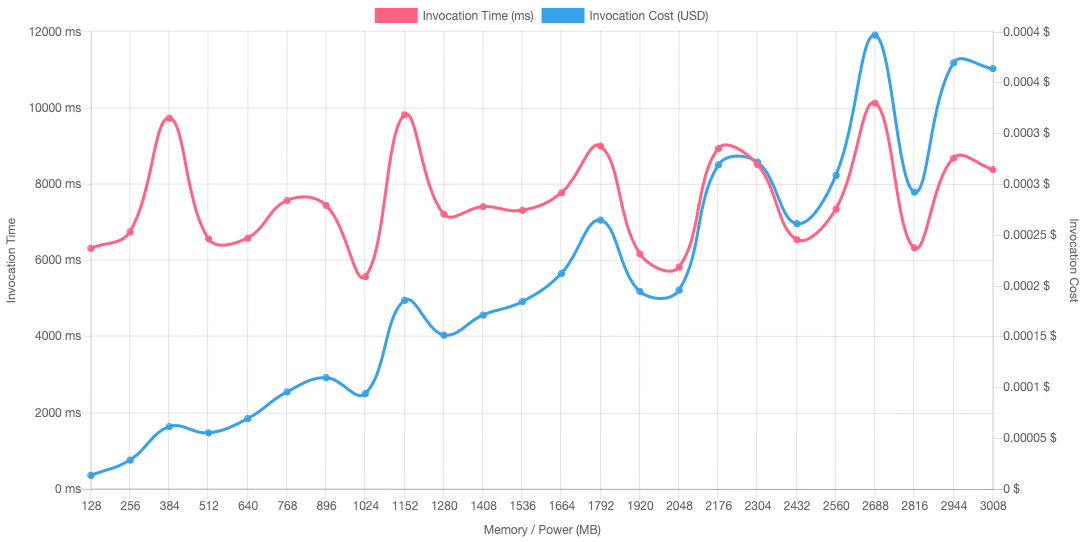 Invocation Time (ms) Invocation Cost (USD)
12000 ms
10000 ms
8000 ms
6000 ms
4000 ms
2000 ms
0 ms
Invocation Time
0.0004 $
0.0004 $
0.0003 $
0.0003 $
0.00025 $
0.0002 $
0.00015 $
0.0001 $
0.00005 $
0 $
Invocation Cost
128 256 384 512 640 768 896 1024 1152 1280 1408 1536 1664 1792 1920 2048 2176 2304 2432 2560 2688 2816 2944 3008
Memory / Power (MB)